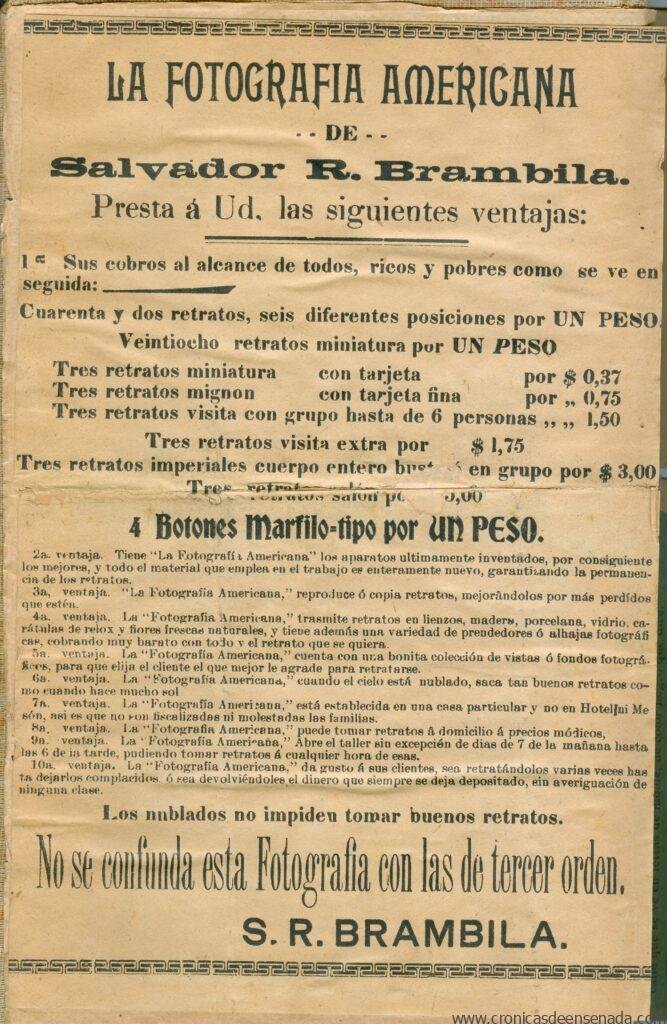 LA FOTOGRAFIA AMERICANA
-- DE --
Salvador R. Brambila.
Presta á Ud. las siguientes ventajas:
1ª Sus cobros al alcance de todos, ricos y pobres como se ve en
seguida:
Cuarenta y dos retratos, seis diferentes posiciones por UN PESO
Veintiocho retratos miniatura por UN PESO
Tres retratos miniatura con tarjeta por $ 0,37
Tres retratos mignon con tarjeta fina por „ 0,75
Tres retratos visita con grupo hasta de 6 personas „ „ 1,50
Tres retratos visita extra por $ 1,75
Tres retratos imperiales cuerpo entero en grupo por $ 3,00
Tres retratos salón
4 Botones Marfilo-tipo por UN PESO.
2a. ventaja. Tiene "La Fotografía Americana" los aparatos ultimamente inventados, por consiguiente
los mejores, y todo el material que emplea en el trabajo es enteramente nuevo, garantizando la permanen-
cia de los retratos.
3a, ventaja. "La Fotografía Americana," reproduce ó copia retratos, mejorándolos por más perdidos
que estén.
4a. ventaja. La "Fotografía Americana," trasmite retratos en lienzos, madera, porcelana, vidrio, ca-
rátulas de relox y flores frescas naturales, y tiene además una variedad de prendedores ó alhajas fotográfi
cas, cobrando muy barato con todo y el retrato que se quiera.
5a. ventaja. La "Fotografía Americana," cuenta con una bonita colección de vistas ó fondos fotográ-
ficos, para que elija el cliente el que mejor le agrade para retratarse.
6a. ventaja. La "Fotografía Americana," cuando el cielo está nublado, saca tan buenos retratos co-
mo cuando hace mucho sol
7a. ventaja. La "Fotografía Americana," está establecida en una casa particular y no en Hotel ni Me
són, así es que no son fiscalizadas ni molestadas las familias.
8a. ventaja. La "Fotografía Americana," puede tomar retratos á domicilio á precios módicos,
9a. ventaja. La "Fotografía Americana," Abre el taller sin excepción de dias de 7 de la mañana hasta
las 6 de la tarde, pudiendo tomar retratos á cualquier hora de esas.
10a. ventaja. La "Fotografía Americana," da gusto á sus clientes, sea retratándolos varias veces has
ta dejarlos complacidos, ó sea devolviéndoles el dinero que siempre se deja depositado, sin averiguación de
ninguna clase.
Los nublados no impiden tomar buenos retratos.
No se confunda esta Fotografia con las de tercer orden.
S. R. BRAMBILA.
www.cronicasdeensenada.com